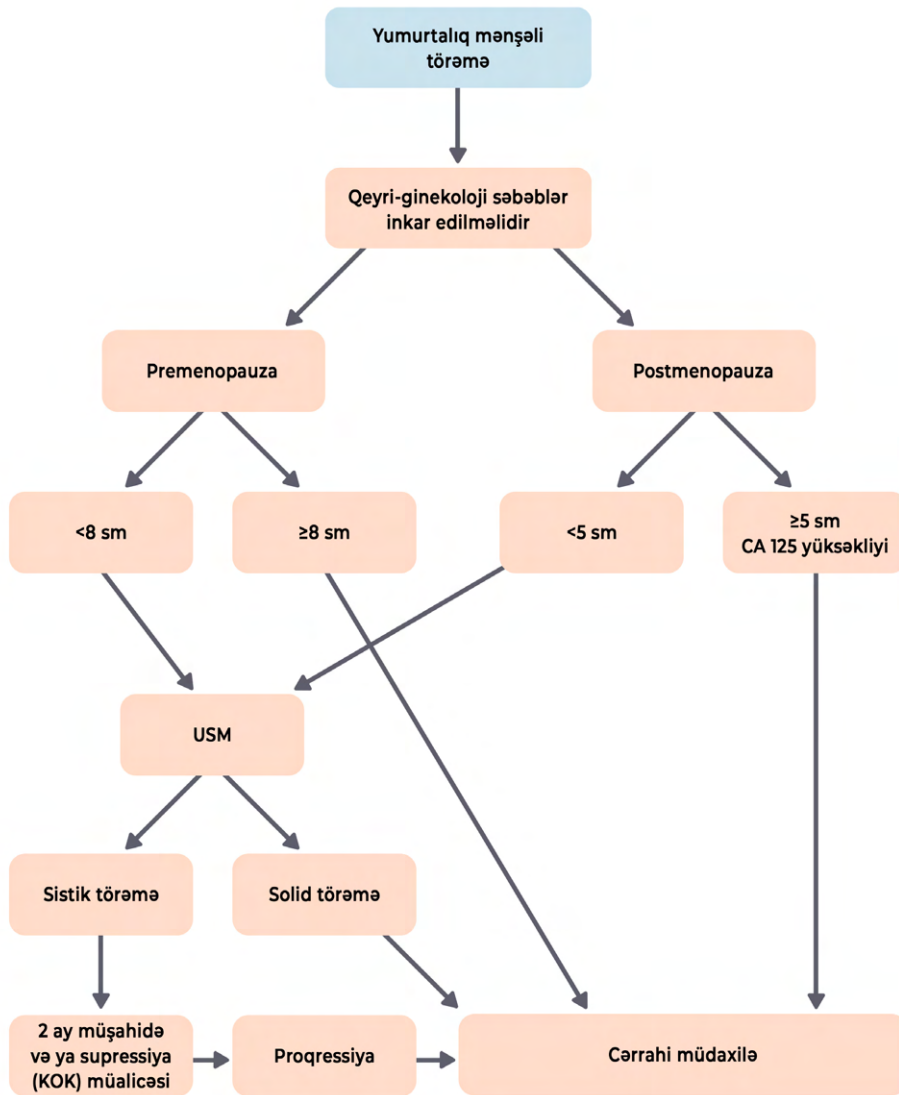 Yumurtalıq mənşəli
törəmə
Qeyri-ginekoloji səbəblər
inkar edilməlidir
Premenopauza
Postmenopauza
<8 sm
≥8 sm
<5 sm
≥5 sm
CA 125 yüksəkliyi
USM
Sistik törəmə
Solid törəmə
2 ay müşahidə
və ya supressiya
(KOK) müalicəsi
Proqressiya
Cərrahi müdaxilə